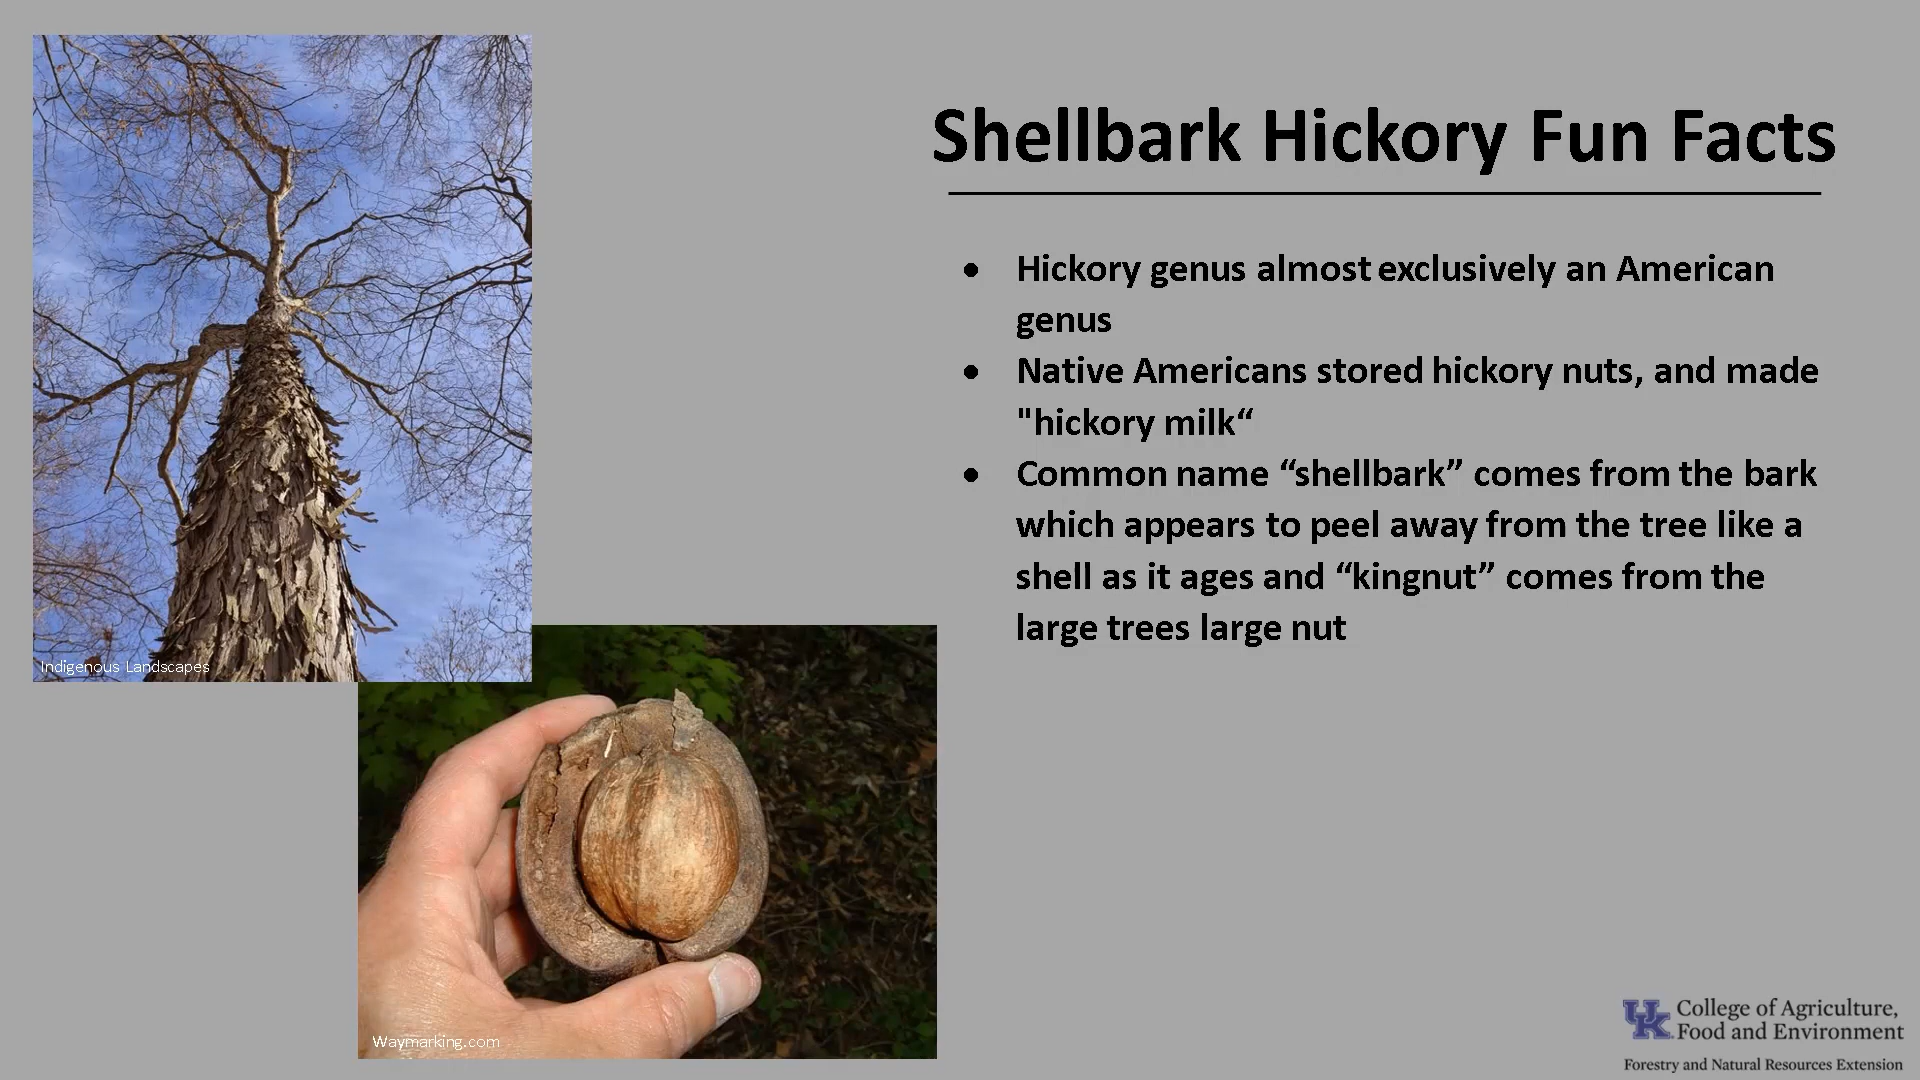 Shellbark Hickory Fun Facts
• Hickory genus almost exclusively an American
genus
• Native Americans stored hickory nuts, and made
"hickory milk“
• Common name “shellbark” comes from the bark
which appears to peel away from the tree like a
shell as it ages and “kingnut” comes from the
large trees large nut
Indigenous Landscapes
Waymarking.com
UK
College of Agriculture,
Food and Environment
Forestry and Natural Resources Extension